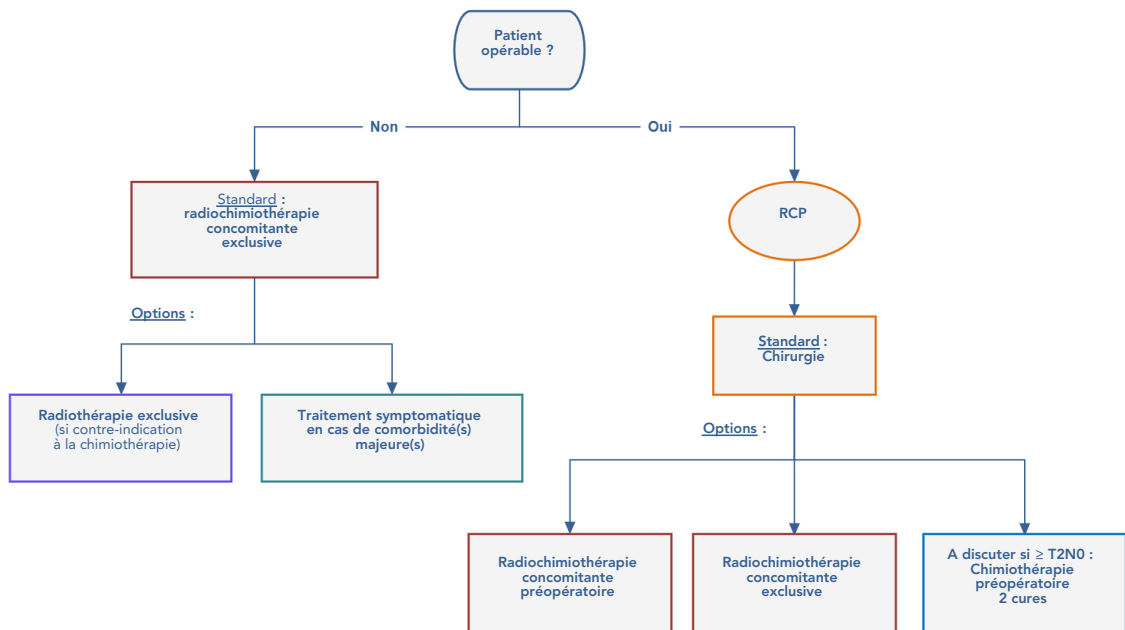 Patient
opérable ?
Non
Oui
Standard :
radiochimiothérapie
concomitante
exclusive
RCP
Options :
Standard :
Chirurgie
Radiothérapie exclusive
(si contre-indication
à la chimiothérapie)
Traitement symptomatique
en cas de comorbidité(s)
majeure(s)
Options :
Radiochimiothérapie
concomitante
préopératoire
Radiochimiothérapie
concomitante
exclusive
A discuter si ≥ T2N0 :
Chimiothérapie
préopératoire
2 cures